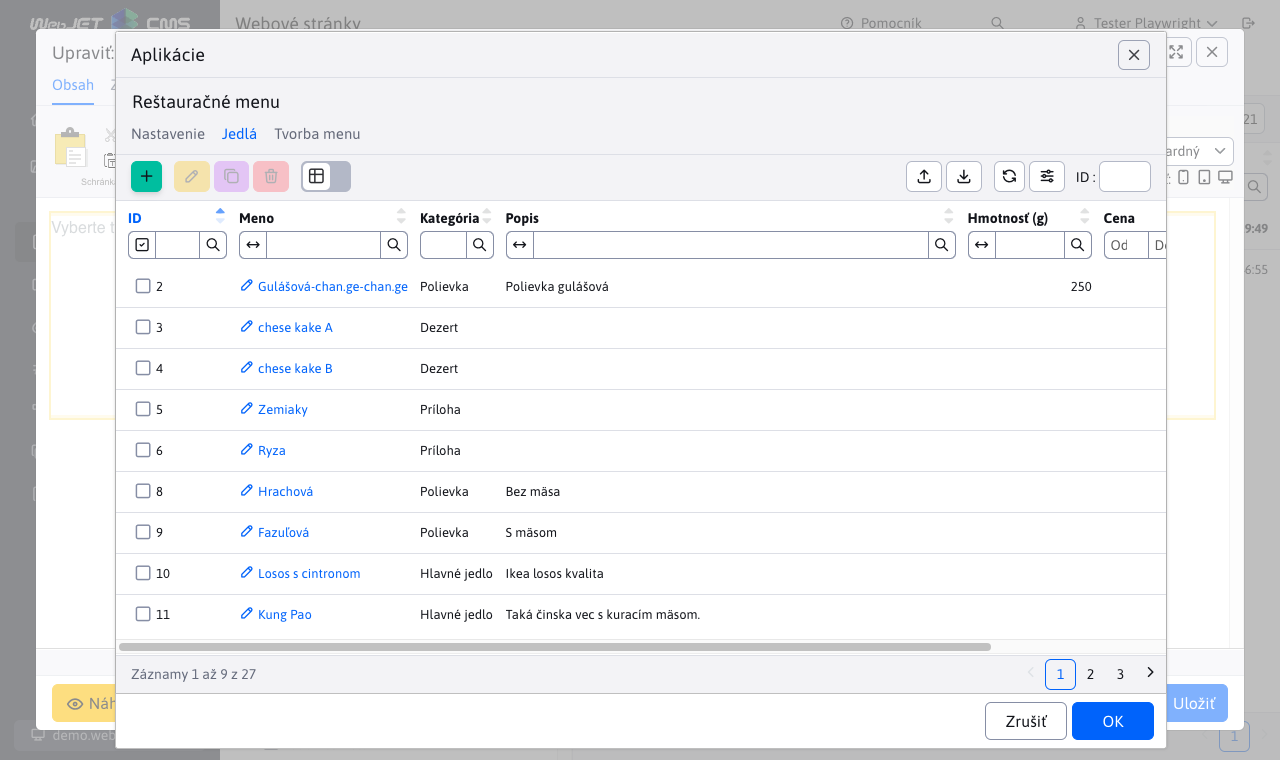 WebJET CMS
Webové stránky
Pomocník
Tester Playwright
Upraviť:
Aplikácie
Obsah
Reštauračné menu
Nastavenie Jedlá Tvorba menu
21
ID :
Schránka
ID Meno Kategória Popis Hmotnosť (g) Cena
Vyberte t
Od
9:49
6:55
2 Gulášová-chan.ge-chan.ge Polievka Polievka gulášová 250
3 chese kake A Dezert
4 chese kake B Dezert
5 Zemiaky Príloha
6 Ryza Príloha
8 Hrachová Polievka Bez mäsa
9 Fazuľová Polievka S mäsom
10 Losos s cintronom Hlavné jedlo Ikea losos kvalita
11 Kung Pao Hlavné jedlo Taká činska vec s kuracím mäsom.
Záznamy 1 až 9 z 27
1 2 3
Náh
Uložiť
Zrušiť OK
demo.web
1